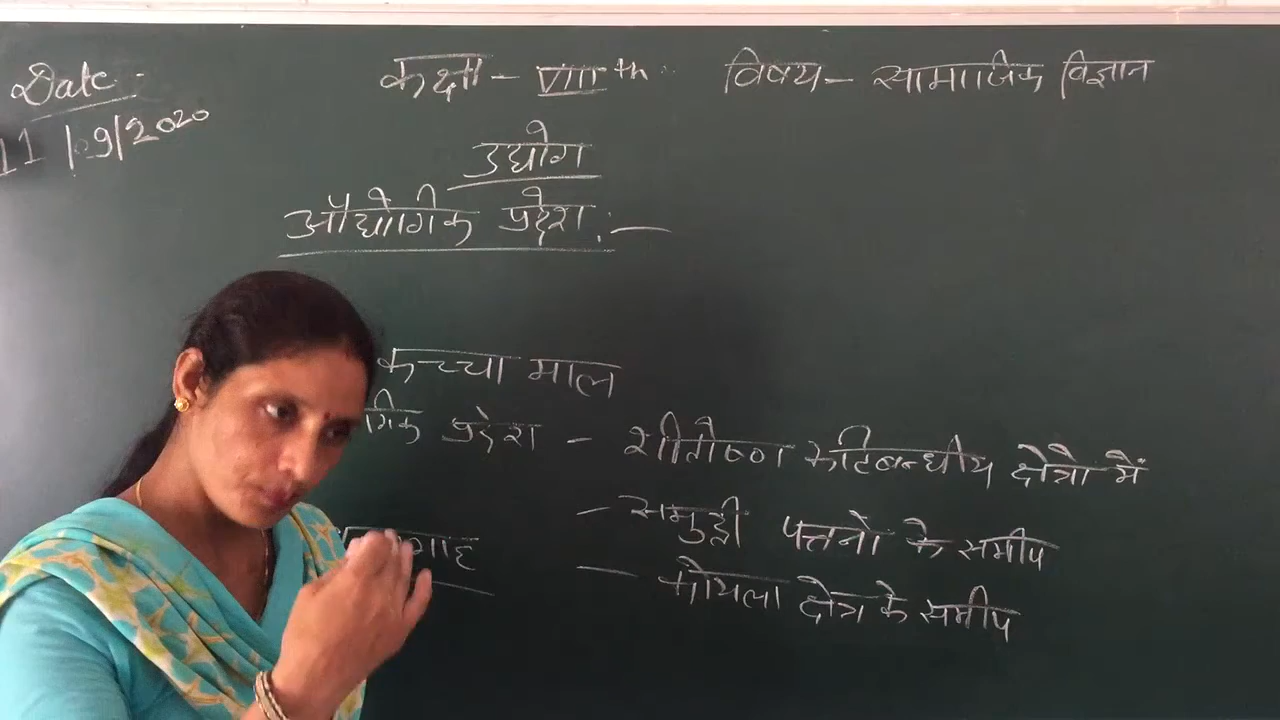 Date :
11/09/2020
कक्षा - VIIIth
विषय - सामाजिक विज्ञान
उद्योग
औद्योगिक प्रदेश :-
कच्चा माल
गिक प्रदेश - शीतोष्ण कटिबन्धीय क्षेत्रों में
- समुद्री पत्तनों के समीप
गाह
- कोयला क्षेत्र के समीप